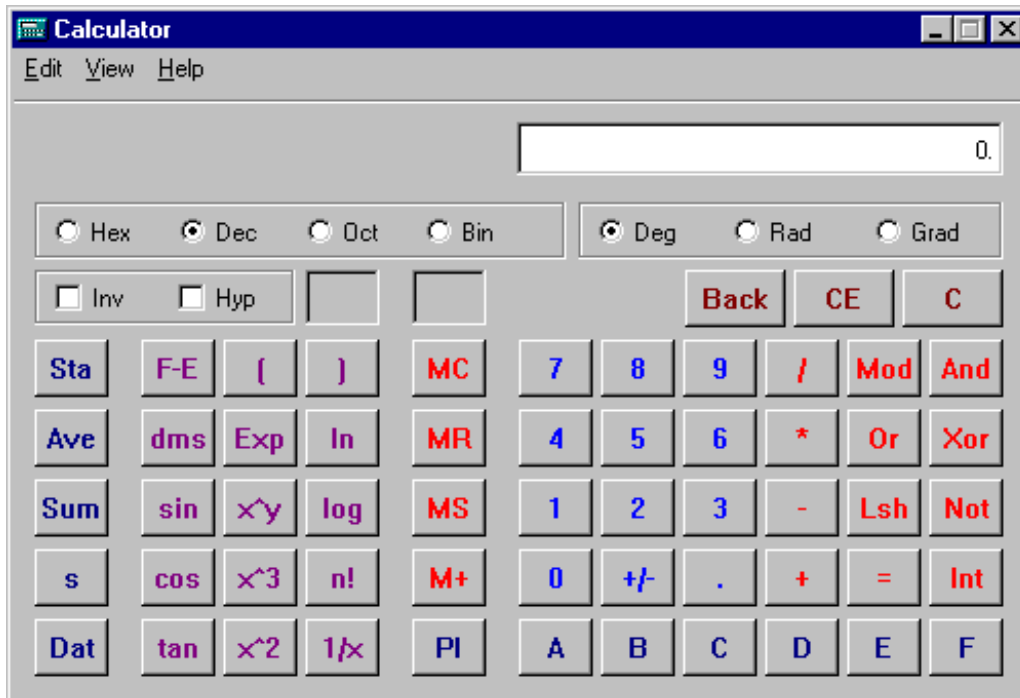 Calculator
Edit View Help
0.
Hex Dec Oct Bin Deg Rad Grad
Inv Hyp Back CE C
Sta F-E ( ) MC 7 8 9 / Mod And
Ave dms Exp ln MR 4 5 6 * Or Xor
Sum sin x^y log MS 1 2 3 - Lsh Not
s cos x^3 n! M+ 0 +/- . + = Int
Dat tan x^2 1/x PI A B C D E F